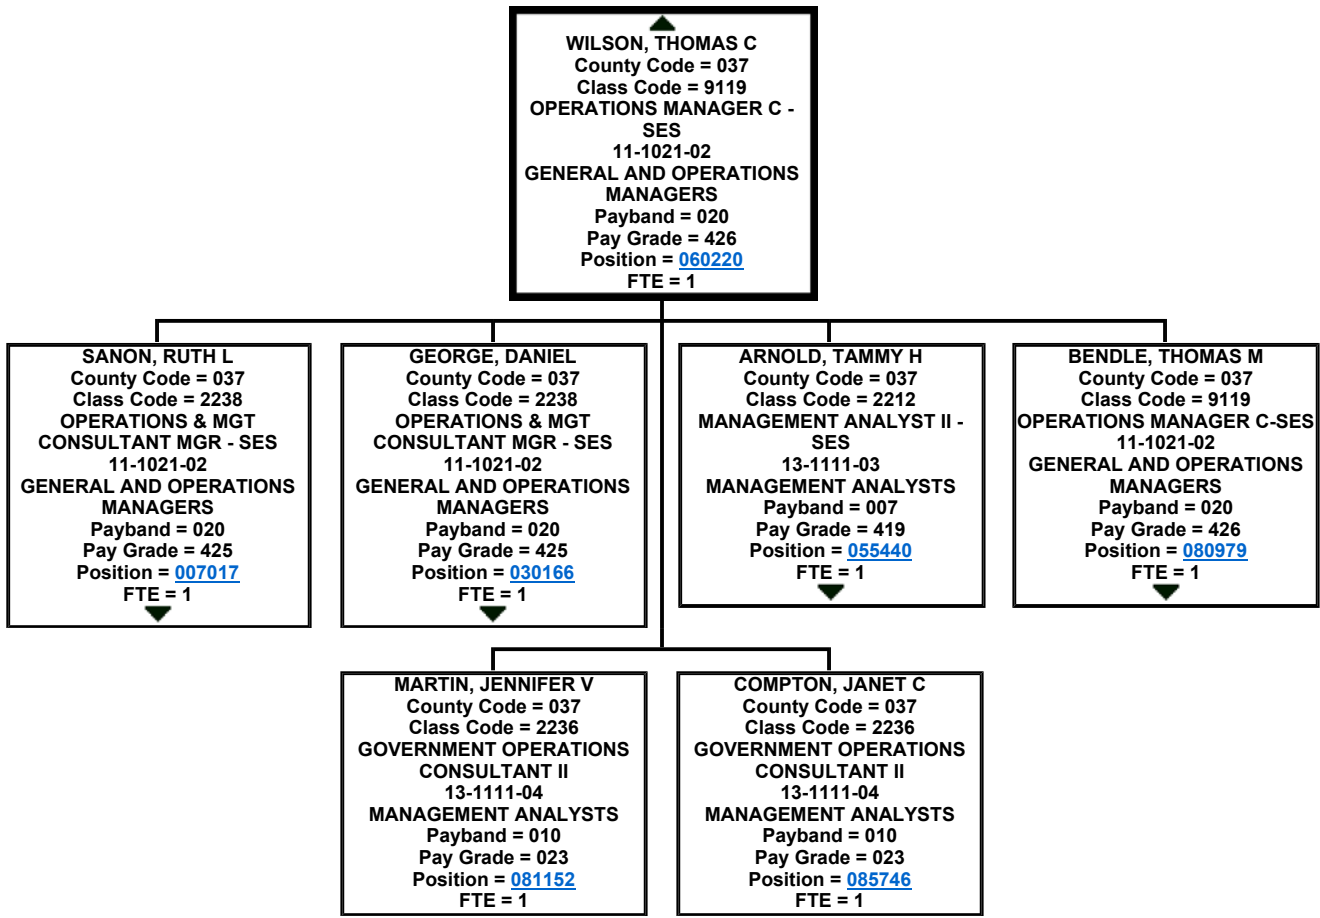 WILSON, THOMAS C
County Code = 037
Class Code = 9119
OPERATIONS MANAGER C -
SES
11-1021-02
GENERAL AND OPERATIONS
MANAGERS
Payband = 020
Pay Grade = 426
Position = 060220
FTE = 1
SANON, RUTH L
County Code = 037
Class Code = 2238
OPERATIONS & MGT
CONSULTANT MGR - SES
11-1021-02
GENERAL AND OPERATIONS
MANAGERS
Payband = 020
Pay Grade = 425
Position = 007017
FTE = 1
GEORGE, DANIEL
County Code = 037
Class Code = 2238
OPERATIONS & MGT
CONSULTANT MGR - SES
11-1021-02
GENERAL AND OPERATIONS
MANAGERS
Payband = 020
Pay Grade = 425
Position = 030166
FTE = 1
ARNOLD, TAMMY H
County Code = 037
Class Code = 2212
MANAGEMENT ANALYST II -
SES
13-1111-03
MANAGEMENT ANALYSTS
Payband = 007
Pay Grade = 419
Position = 055440
FTE = 1
BENDLE, THOMAS M
County Code = 037
Class Code = 9119
OPERATIONS MANAGER C-SES
11-1021-02
GENERAL AND OPERATIONS
MANAGERS
Payband = 020
Pay Grade = 426
Position = 080979
FTE = 1
MARTIN, JENNIFER V
County Code = 037
Class Code = 2236
GOVERNMENT OPERATIONS
CONSULTANT II
13-1111-04
MANAGEMENT ANALYSTS
Payband = 010
Pay Grade = 023
Position = 081152
FTE = 1
COMPTON, JANET C
County Code = 037
Class Code = 2236
GOVERNMENT OPERATIONS
CONSULTANT II
13-1111-04
MANAGEMENT ANALYSTS
Payband = 010
Pay Grade = 023
Position = 085746
FTE = 1